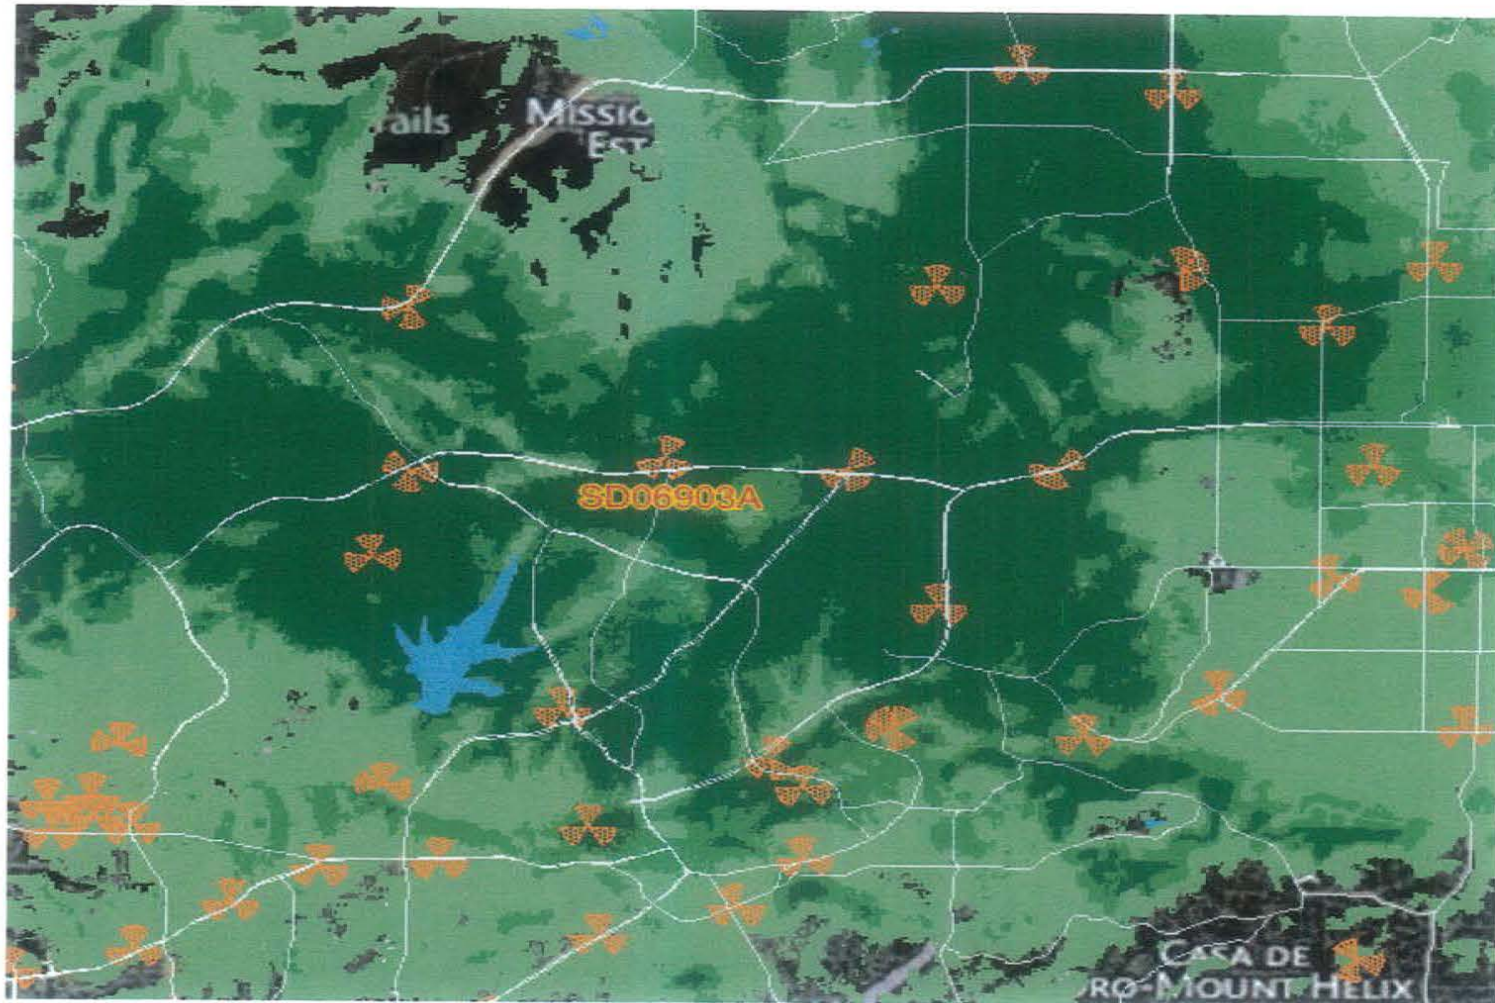 ails
MISSIO
EST
SD06903A
CASA DE
RO-MOUNT HELIX